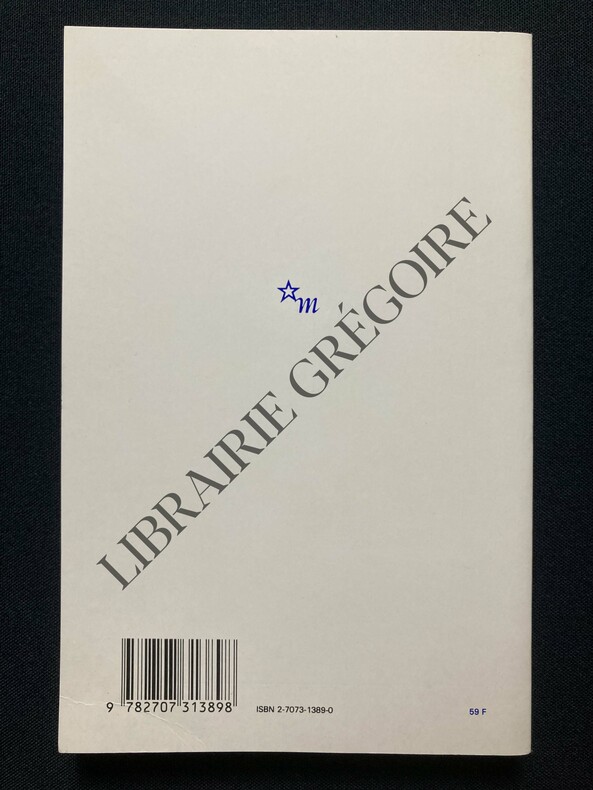 m
LIBRAIRIE GRÉGOIRE
9 782707 313898
ISBN 2-7073-1389-0
59 F